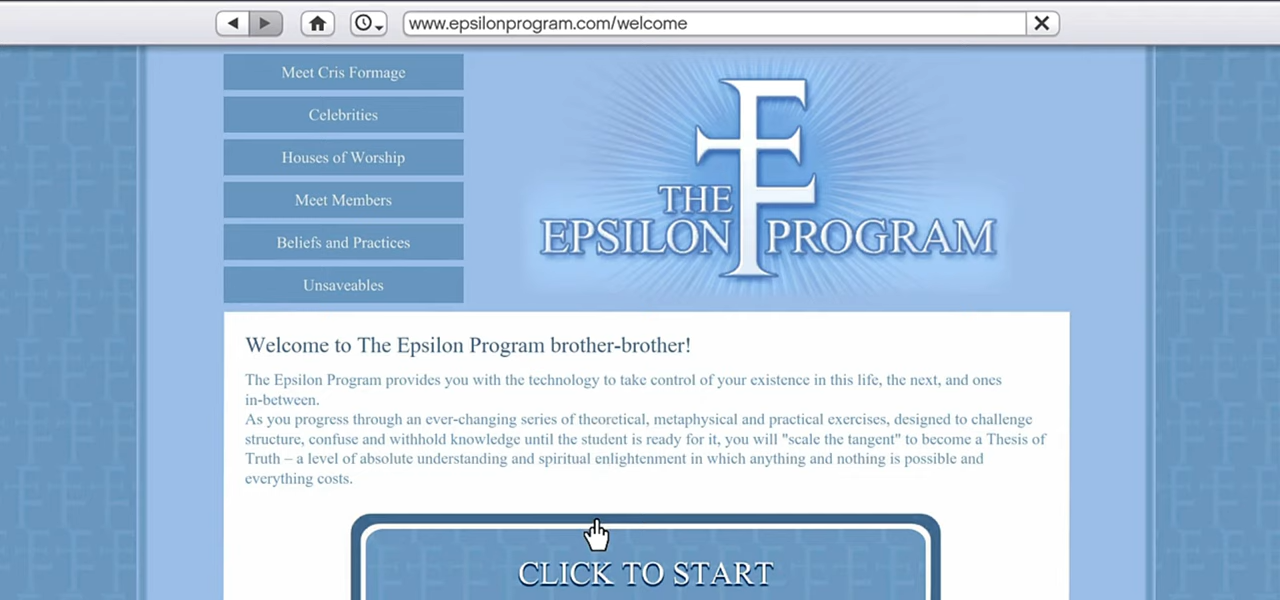 www.epsilonprogram.com/welcome
Meet Cris Formage
Celebrities
Houses of Worship
Meet Members
Beliefs and Practices
Unsaveables
THE
EPSILON PROGRAM
Welcome to The Epsilon Program brother-brother!
The Epsilon Program provides you with the technology to take control of your existence in this life, the next, and ones
in-between.
As you progress through an ever-changing series of theoretical, metaphysical and practical exercises, designed to challenge
structure, confuse and withhold knowledge until the student is ready for it, you will "scale the tangent" to become a Thesis of
Truth – a level of absolute understanding and spiritual enlightenment in which anything and nothing is possible and
everything costs.
CLICK TO START